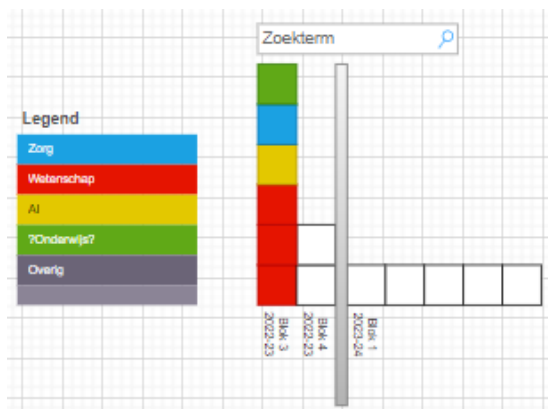 Zoekterm
Legend
Zorg
Wetenschap
AI
?Onderwijs?
Overig
Blok 3
2022-23
Blok 4
2022-23
Blok 1
2023-24